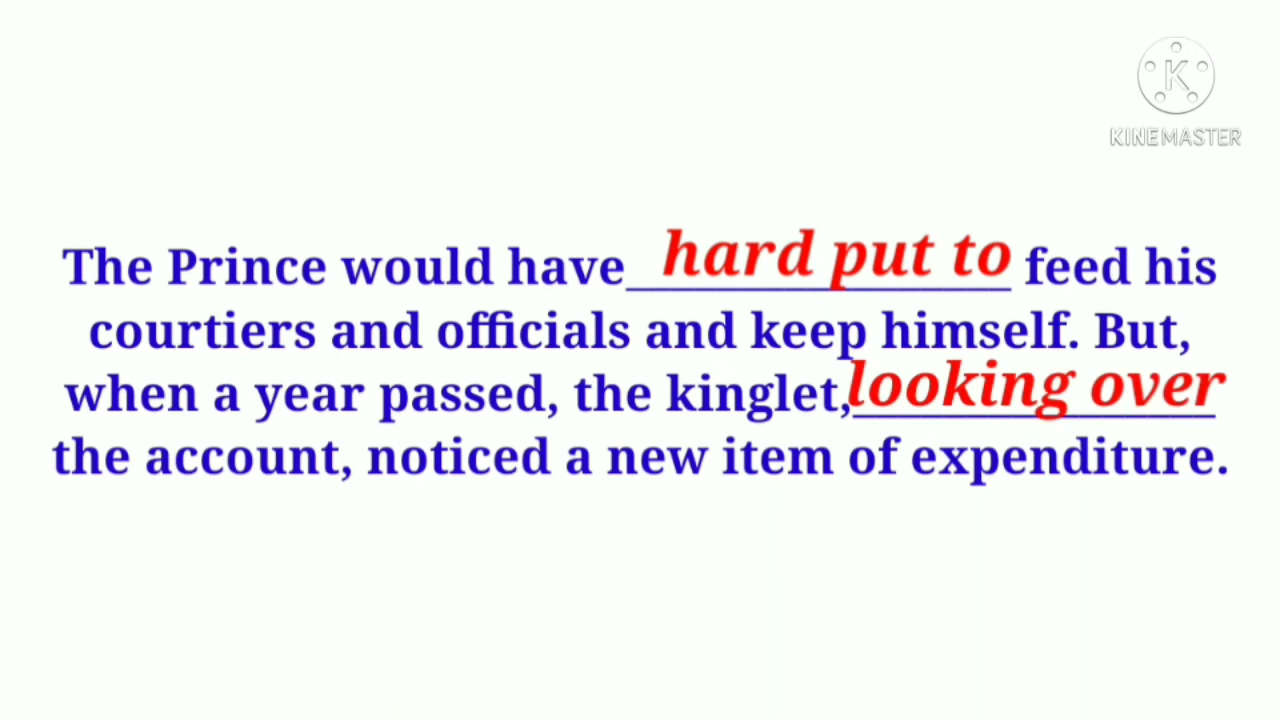 K
KINEMASTER
The Prince would have hard put to feed his
courtiers and officials and keep himself. But,
when a year passed, the kinglet, looking over
the account, noticed a new item of expenditure.